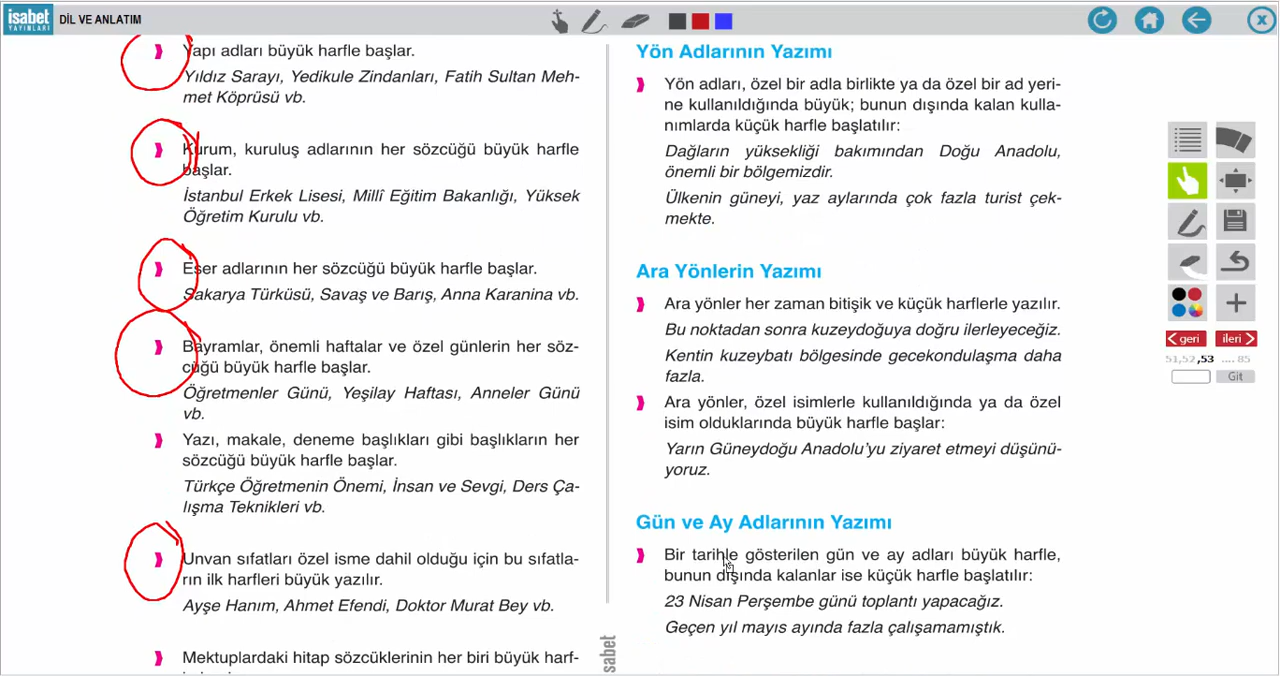 isabet
YAYINLARI
DİL VE ANLATIM
Yapı adları büyük harfle başlar.
Yıldız Sarayı, Yedikule Zindanları, Fatih Sultan Meh-
met Köprüsü vb.
Kurum, kuruluş adlarının her sözcüğü büyük harfle
başlar.
İstanbul Erkek Lisesi, Millî Eğitim Bakanlığı, Yüksek
Öğretim Kurulu vb.
Eser adlarının her sözcüğü büyük harfle başlar.
Sakarya Türküsü, Savaş ve Barış, Anna Karanina vb.
Bayramlar, önemli haftalar ve özel günlerin her söz-
cüğü büyük harfle başlar.
Öğretmenler Günü, Yeşilay Haftası, Anneler Günü
vb.
Yazı, makale, deneme başlıkları gibi başlıkların her
sözcüğü büyük harfle başlar.
Türkçe Öğretmenin Önemi, İnsan ve Sevgi, Ders Ça-
lışma Teknikleri vb.
Unvan sıfatları özel isme dahil olduğu için bu sıfatla-
rın ilk harfleri büyük yazılır.
Ayşe Hanım, Ahmet Efendi, Doktor Murat Bey vb.
Mektuplardaki hitap sözcüklerinin her biri büyük harf-
sabet
Yön Adlarının Yazımı
Yön adları, özel bir adla birlikte ya da özel bir ad yeri-
ne kullanıldığında büyük; bunun dışında kalan kulla-
nımlarda küçük harfle başlatılır:
Dağların yüksekliği bakımından Doğu Anadolu,
önemli bir bölgemizdir.
Ülkenin güneyi, yaz aylarında çok fazla turist çek-
mekte.
Ara Yönlerin Yazımı
Ara yönler her zaman bitişik ve küçük harflerle yazılır.
Bu noktadan sonra kuzeydoğuya doğru ilerleyeceğiz.
Kentin kuzeybatı bölgesinde gecekondulaşma daha
fazla.
Ara yönler, özel isimlerle kullanıldığında ya da özel
isim olduklarında büyük harfle başlar:
Yarın Güneydoğu Anadolu'yu ziyaret etmeyi düşünü-
yoruz.
Gün ve Ay Adlarının Yazımı
Bir tarihle gösterilen gün ve ay adları büyük harfle,
bunun dışında kalanlar ise küçük harfle başlatılır:
23 Nisan Perşembe günü toplantı yapacağız.
Geçen yıl mayıs ayında fazla çalışamamıştık.
geri ileri
51,52,53 .... 85
Git